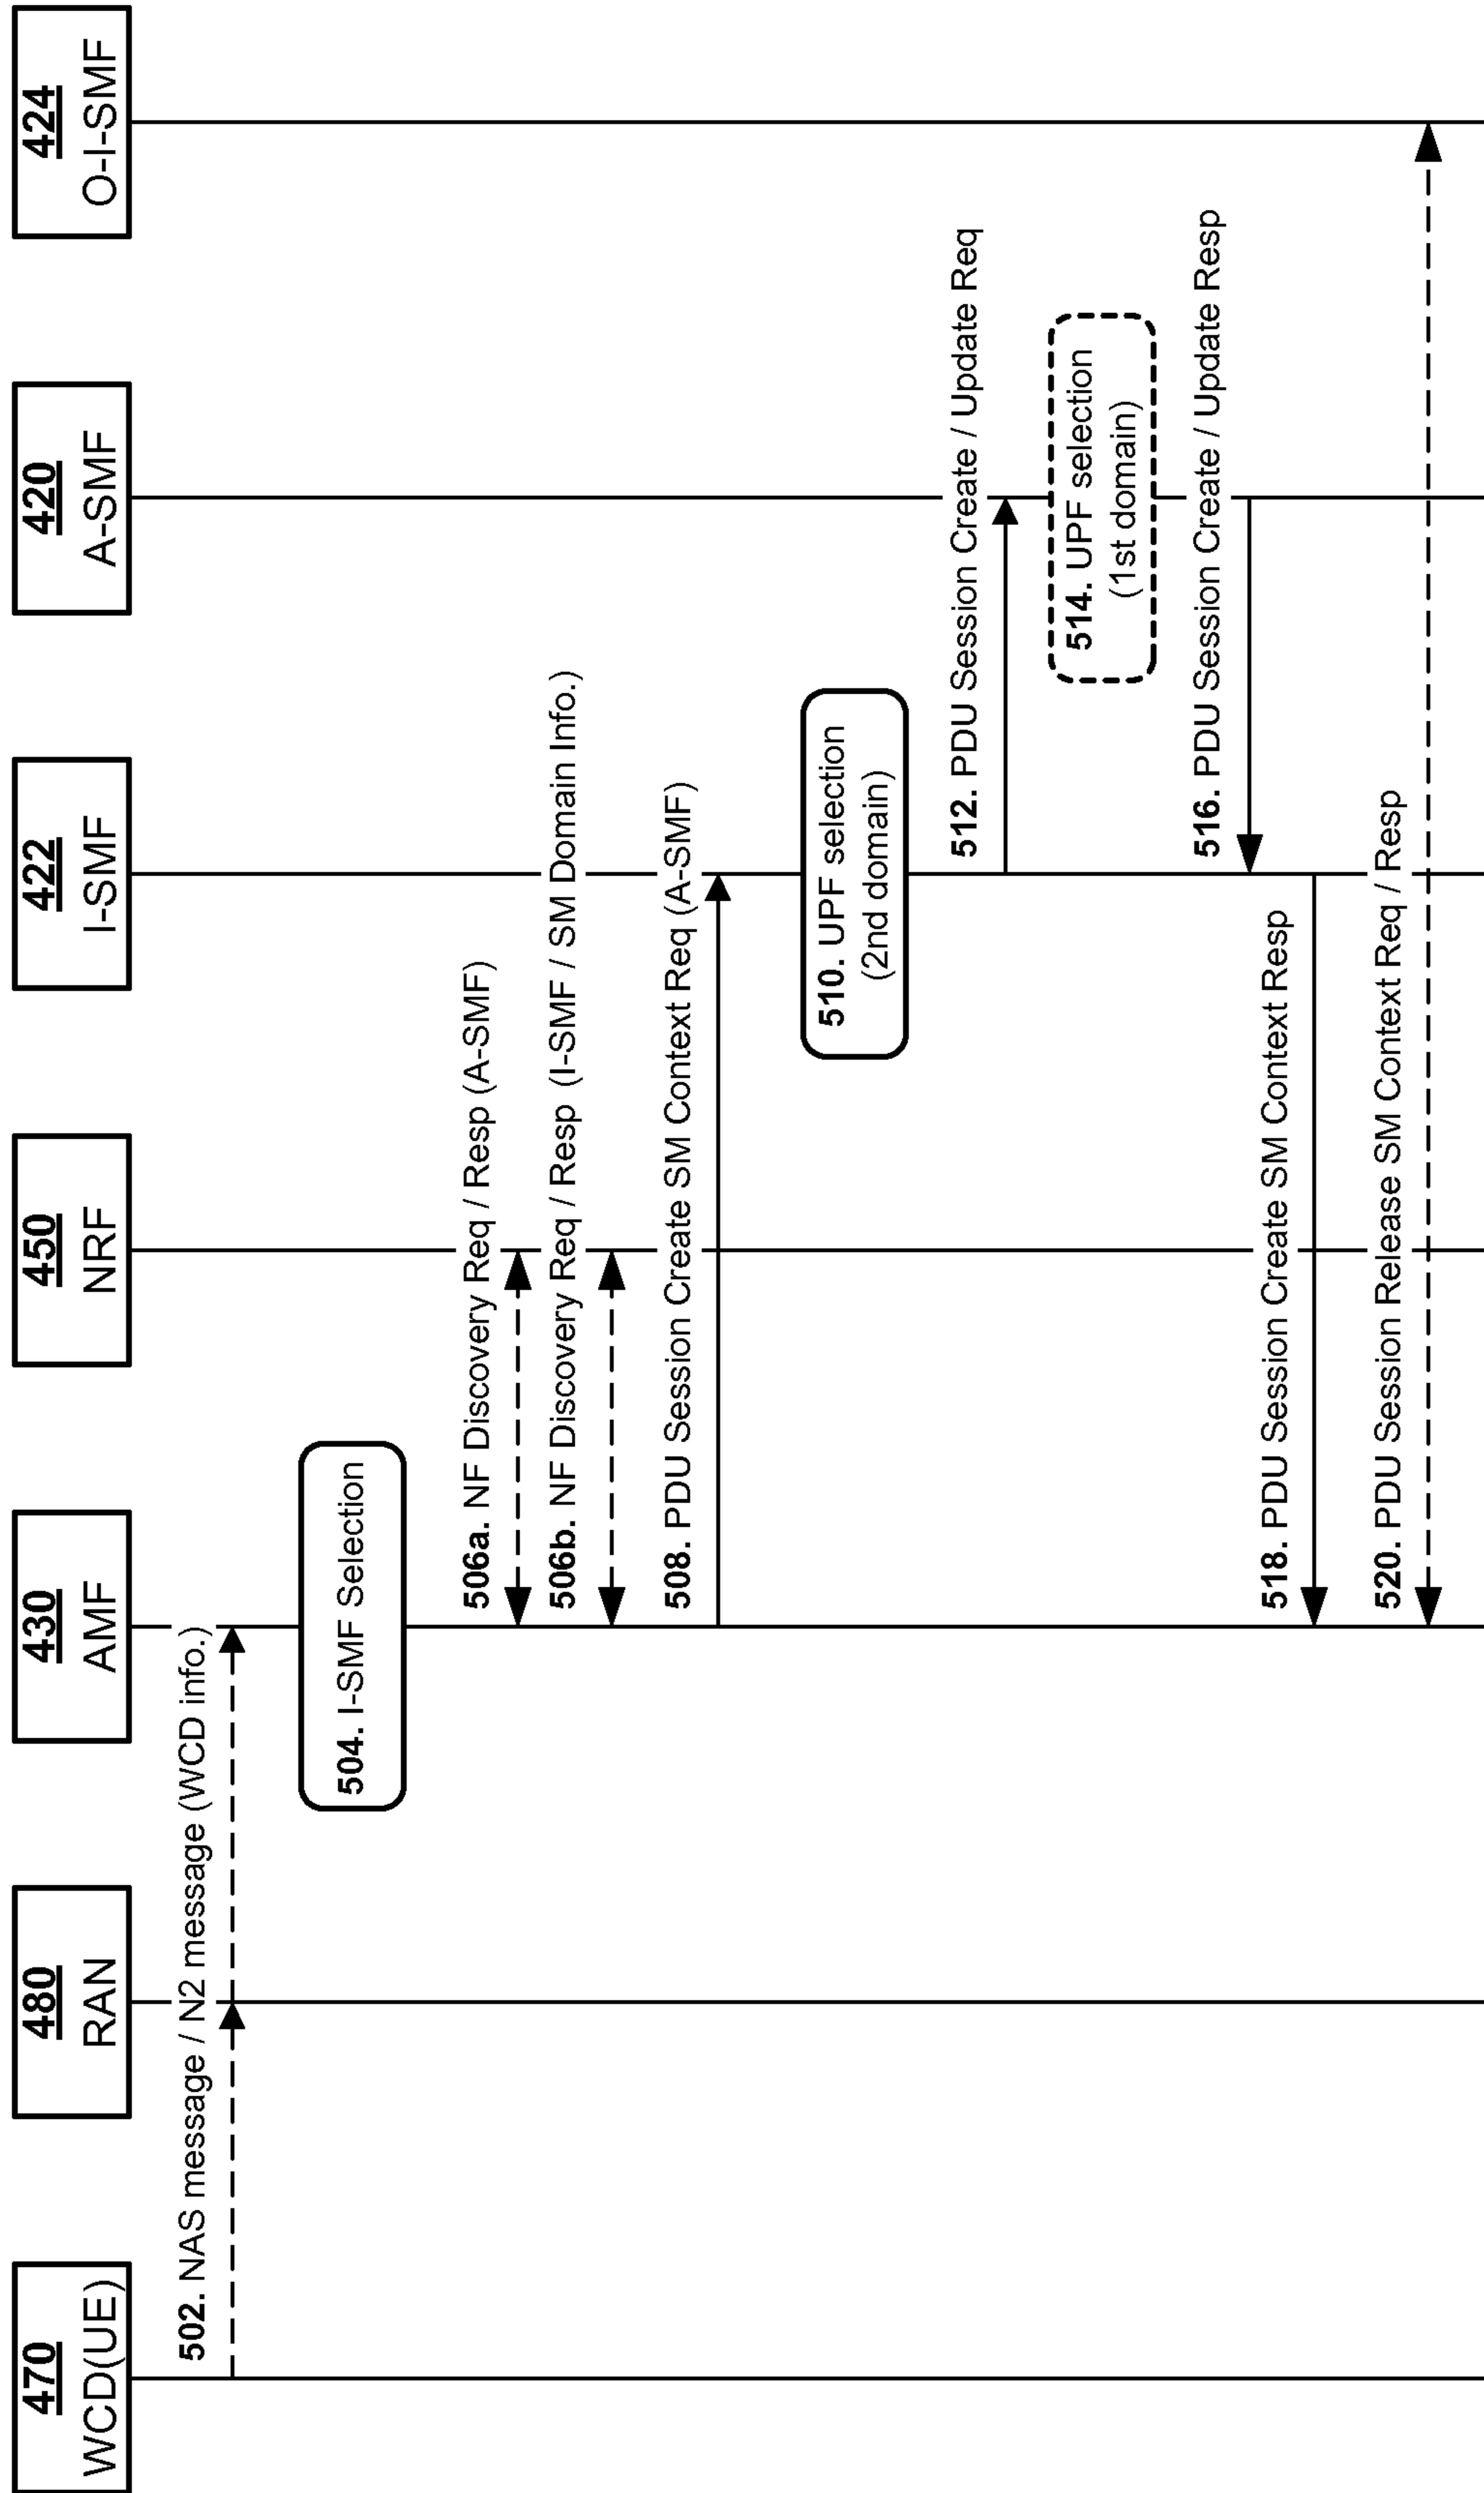 470
WCD(UE)
480
RAN
430
AMF
450
NRF
422
I-SMF
420
A-SMF
424
O-I-SMF
502. NAS message / N2 message (WCD info.)
504. I-SMF Selection
506a. NF Discovery Req / Resp (A-SMF)
506b. NF Discovery Req / Resp (I-SMF / SM Domain Info.)
508. PDU Session Create SM Context Req (A-SMF)
510. UPF selection
(2nd domain)
512. PDU Session Create / Update Req
514. UPF selection
(1st domain)
516. PDU Session Create / Update Resp
518. PDU Session Create SM Context Resp
520. PDU Session Release SM Context Req / Resp